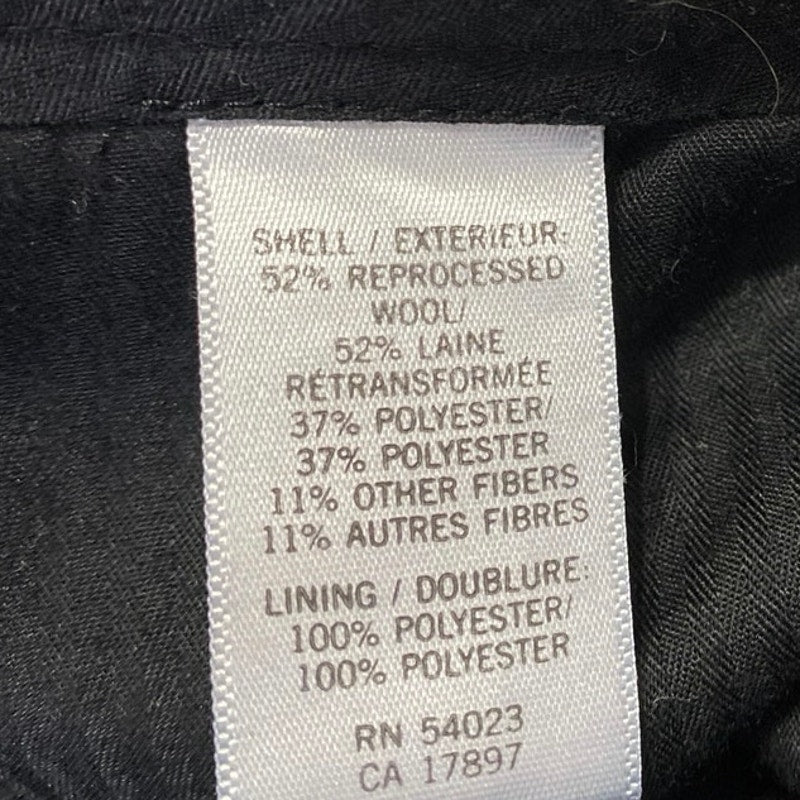 SHELL / EXTERIEUR:
52% REPROCESSED
WOOL/
52% LAINE
RÉTRANSFORMÉE
37% POLYESTER/
37% POLYESTER
11% OTHER FIBERS
11% AUTRES FIBRES
LINING / DOUBLURE:
100% POLYESTER/
100% POLYESTER
RN 54023
CA 17897